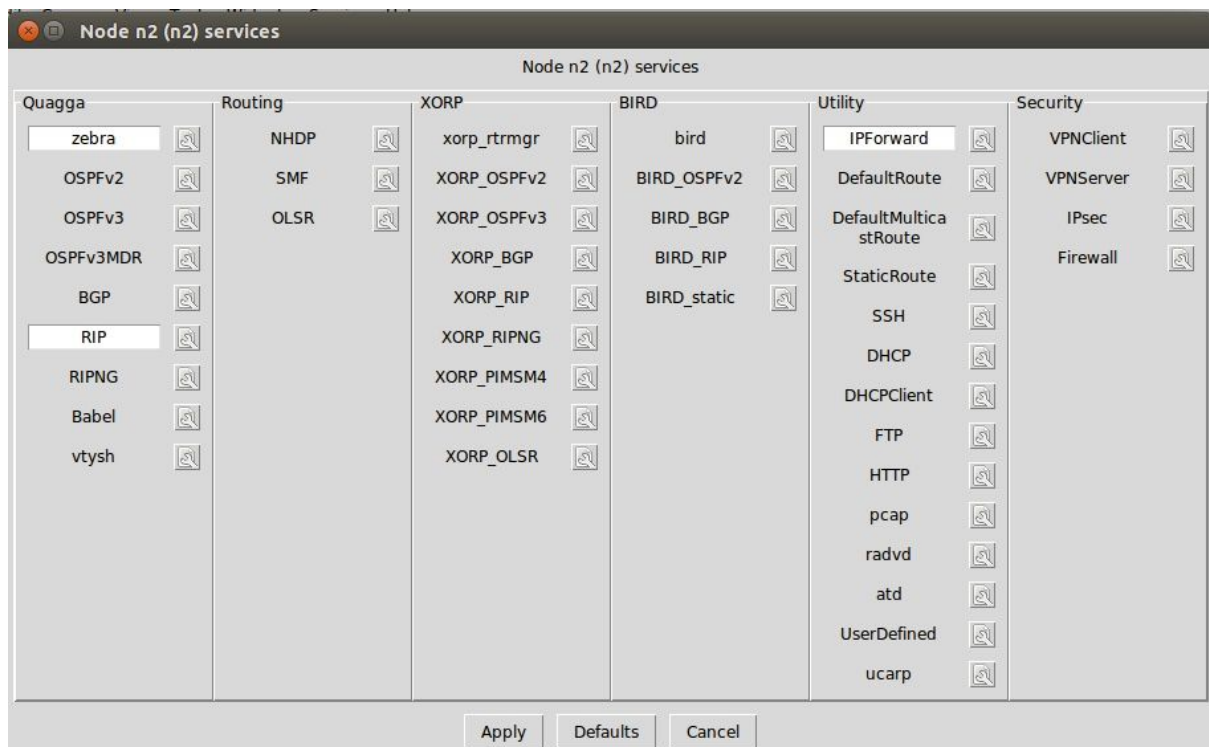 Node n2 (n2) services
Node n2 (n2) services
Quagga
zebra
OSPFv2
OSPFv3
OSPFv3MDR
BGP
RIP
RIPNG
Babel
vtysh
Routing
NHDP
SMF
OLSR
XORP
xorp_rtrmgr
XORP_OSPFv2
XORP_OSPFv3
XORP_BGP
XORP_RIP
XORP_RIPNG
XORP_PIMSM4
XORP_PIMSM6
XORP_OLSR
BIRD
bird
BIRD_OSPFv2
BIRD_BGP
BIRD_RIP
BIRD_static
Utility
IPForward
DefaultRoute
DefaultMultica
stRoute
StaticRoute
SSH
DHCP
DHCPClient
FTP
HTTP
pcap
radvd
atd
UserDefined
ucarp
Security
VPNClient
VPNServer
IPsec
Firewall
Apply
Defaults
Cancel